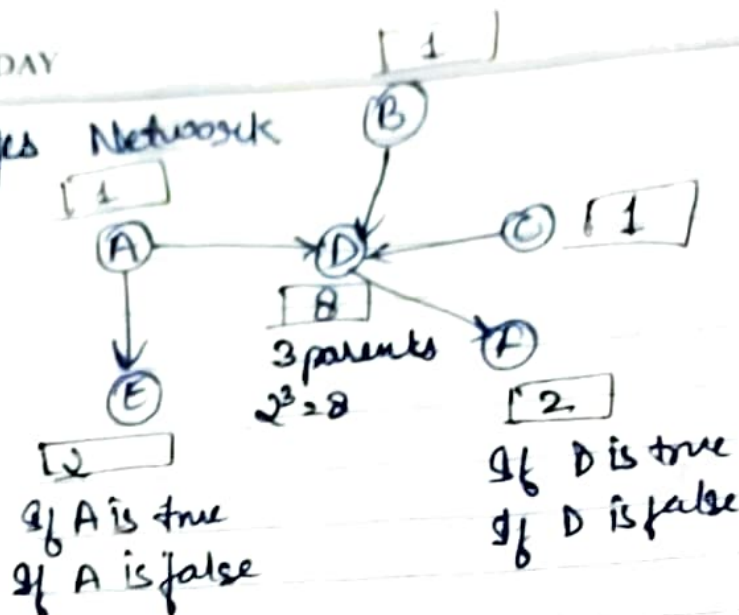 DAY
es Network
[1]
B
[1]
A
D
C
[1]
[8]
3 parents
2³=8
E
[2]
If A is true
If A is false
F
[2]
If D is true
If D is false